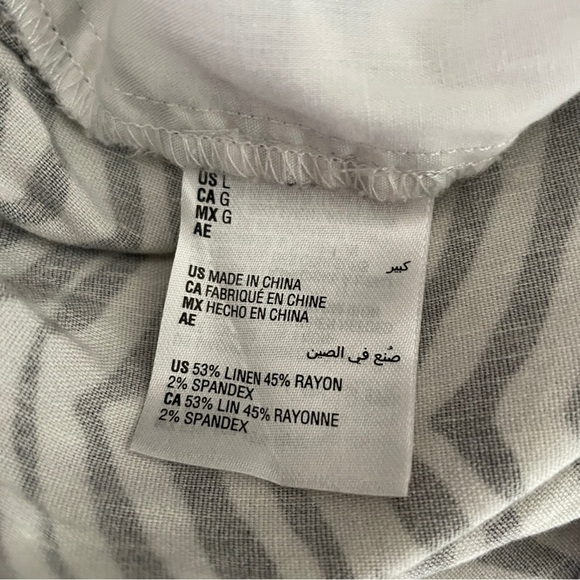 US L
CA G
MX G
AE
كبير
US MADE IN CHINA
CA FABRIQUÉ EN CHINE
MX HECHO EN CHINA
AE
صُنع في الصين
US 53% LINEN 45% RAYON
2% SPANDEX
CA 53% LIN 45% RAYONNE
2% SPANDEX